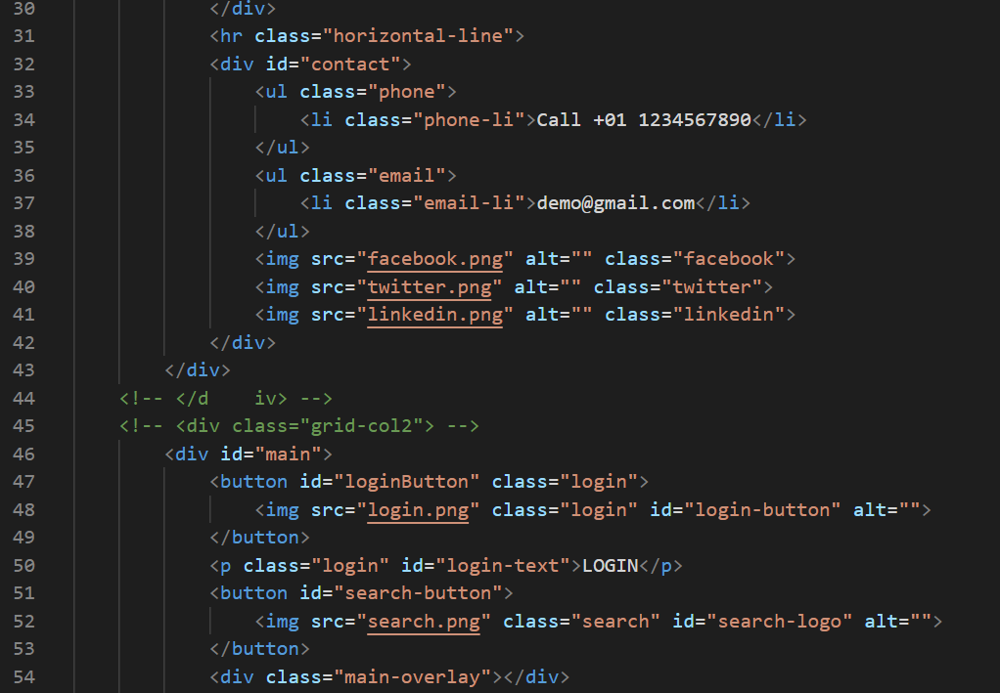 30                </div>
31                <hr class="horizontal-line">
32                <div id="contact">
33                    <ul class="phone">
34                        <li class="phone-li">Call +01 1234567890</li>
35                    </ul>
36                    <ul class="email">
37                        <li class="email-li">demo@gmail.com</li>
38                    </ul>
39                    <img src="facebook.png" alt="" class="facebook">
40                    <img src="twitter.png" alt="" class="twitter">
41                    <img src="linkedin.png" alt="" class="linkedin">
42                </div>
43            </div>
44        <!-- </d    iv> -->
45        <!-- <div class="grid-col2"> -->
46            <div id="main">
47                <button id="loginButton" class="login">
48                    <img src="login.png" class="login" id="login-button" alt="">
49                </button>
50                <p class="login" id="login-text">LOGIN</p>
51                <button id="search-button">
52                    <img src="search.png" class="search" id="search-logo" alt="">
53                </button>
54                <div class="main-overlay"></div>